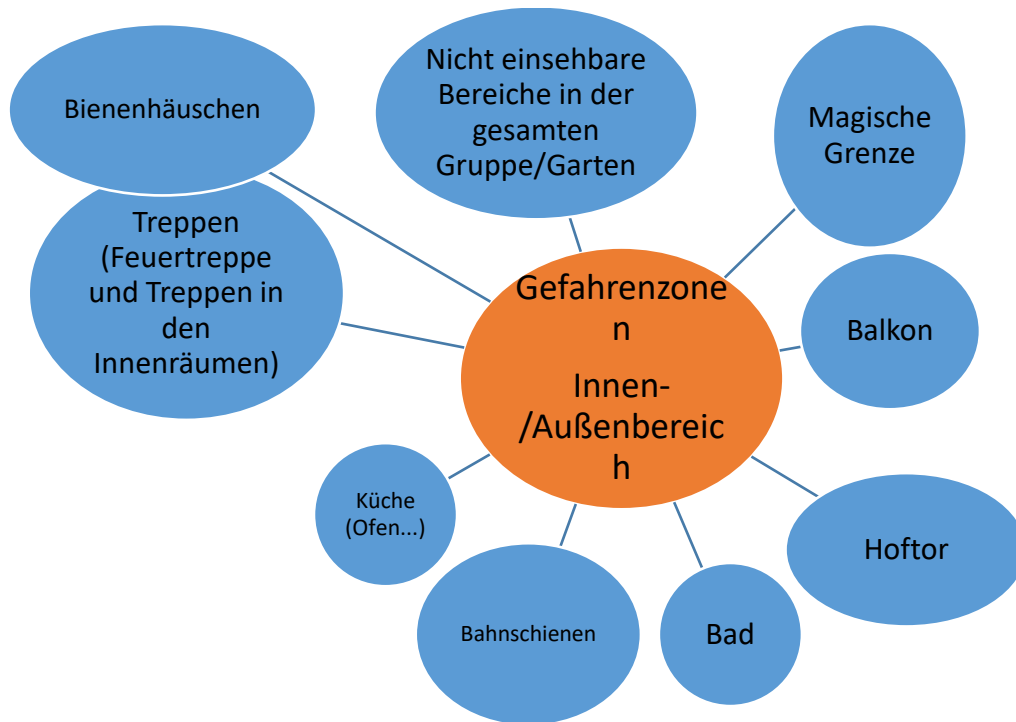 Bienenhäuschen
Nicht einsehbare
Bereiche in der
gesamten
Gruppe/Garten
Magische
Grenze
Treppen
(Feuertreppe
und Treppen in
den
Innenräumen)
Gefahrenzone
n
Innen-
/Außenbereic
h
Balkon
Küche
(Ofen...)
Hoftor
Bahnschienen
Bad